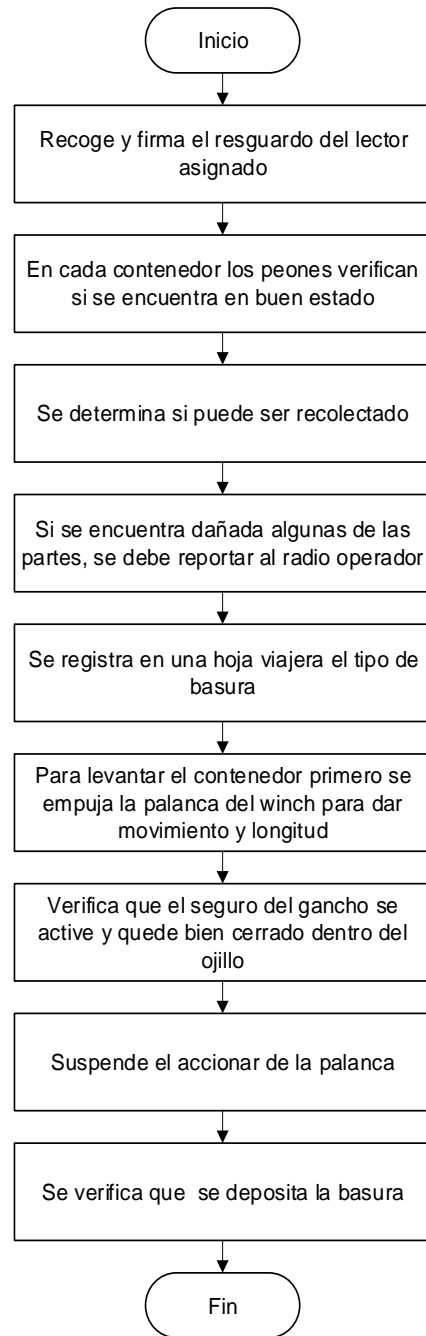 Inicio
Recoge y firma el resguardo del lector
asignado
En cada contenedor los peones verifican
si se encuentra en buen estado
Se determina si puede ser recolectado
Si se encuentra dañada algunas de las
partes, se debe reportar al radio operador
Se registra en una hoja viajera el tipo de
basura
Para levantar el contenedor primero se
empuja la palanca del winch para dar
movimiento y longitud
Verifica que el seguro del gancho se
active y quede bien cerrado dentro del
ojillo
Suspende el accionar de la palanca
Se verifica que  se deposita la basura
Fin